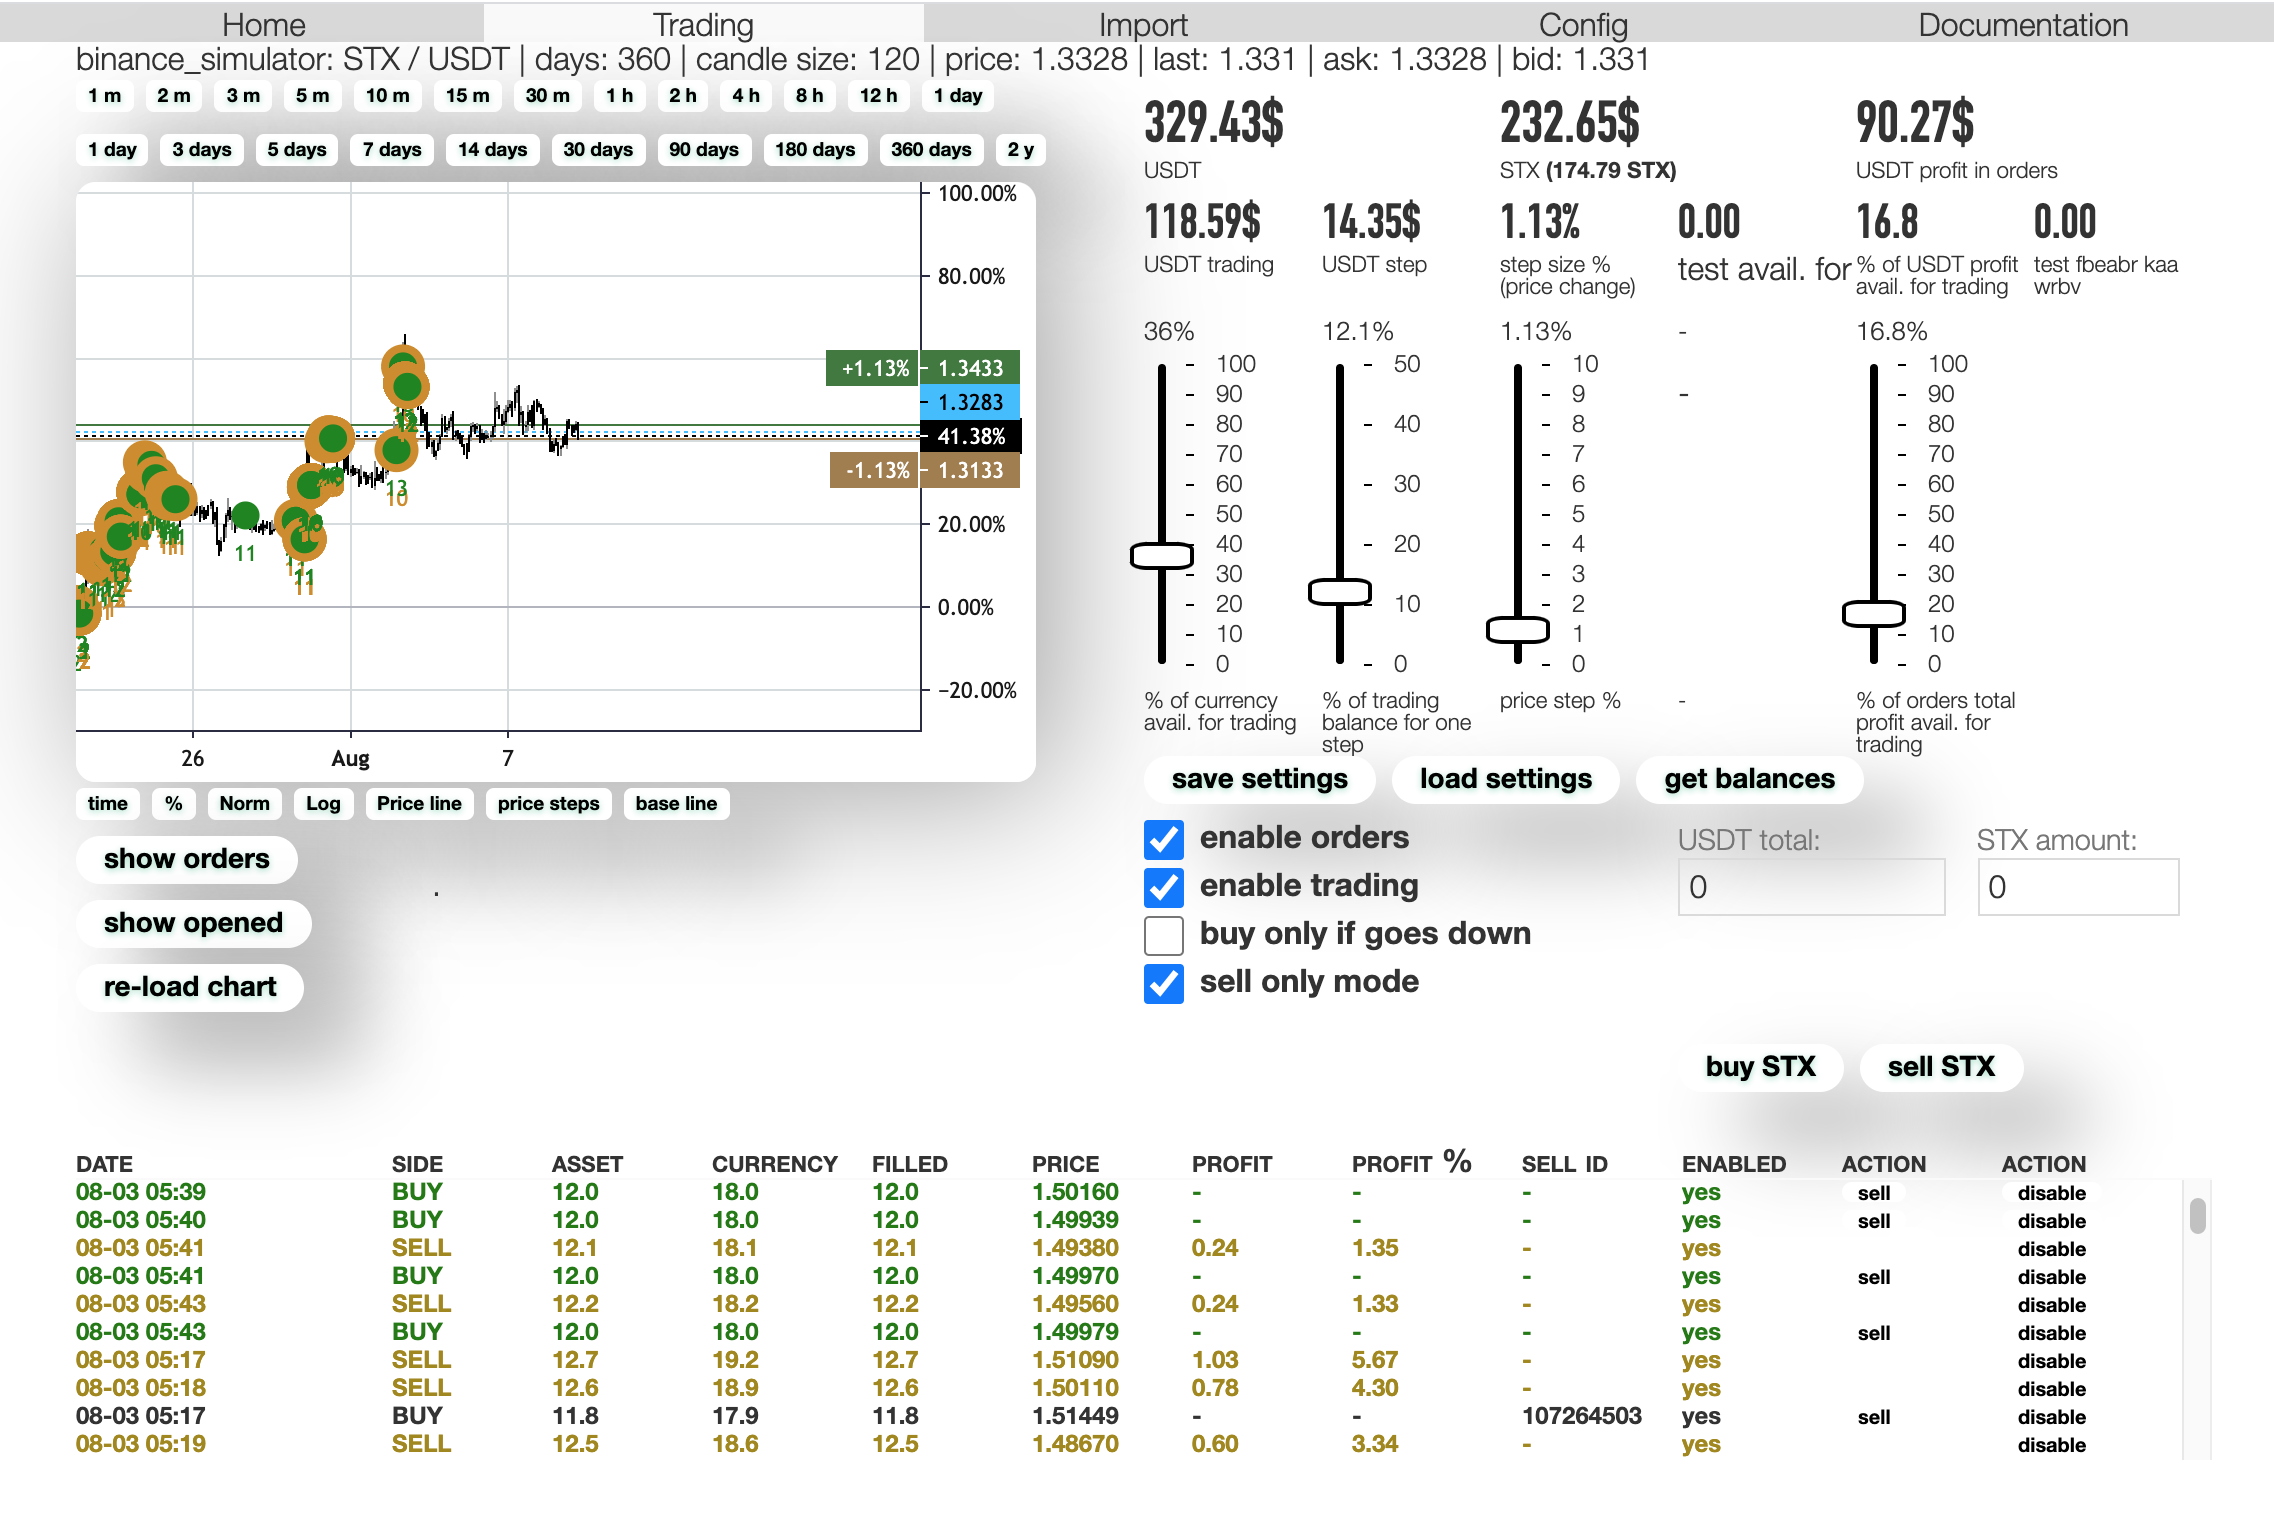 Home Trading Import Config Documentation
binance_simulator: STX / USDT | days: 360 | candle size: 120 | price: 1.3328 | last: 1.331 | ask: 1.3328 | bid: 1.331
1 m 2 m 3 m 5 m 10 m 15 m 30 m 1 h 2 h 4 h 8 h 12 h 1 day
1 day 3 days 5 days 7 days 14 days 30 days 90 days 180 days 360 days 2 y
100.00%
80.00%
+1.13% 1.3433
1.3283
41.38%
-1.13% 1.3133
20.00%
0.00%
−20.00%
13
10
11
11
26 Aug 7
time % Norm Log Price line price steps base line
show orders
show opened
re-load chart
.
329.43$ 232.65$ 90.27$
USDT STX (174.79 STX) USDT profit in orders
118.59$ 14.35$ 1.13% 0.00 16.8 0.00
USDT trading USDT step step size % test avail. for % of USDT profit test fbeabr kaa
(price change) avail. for trading wrbv
36% 12.1% 1.13% - 16.8%
100 50 10 100
90 9 - 90
80 40 8 80
70 7 70
60 30 6 60
50 5 50
40 20 4 40
30 3 30
20 10 2 20
10 1 10
0 0 0 0
% of currency % of trading price step % - % of orders total
avail. for trading balance for one profit avail. for
step trading
save settings load settings get balances
enable orders
enable trading
buy only if goes down
sell only mode
USDT total: STX amount:
0 0
buy STX sell STX
DATE SIDE ASSET CURRENCY FILLED PRICE PROFIT PROFIT % SELL ID ENABLED ACTION ACTION
08-03 05:39 BUY 12.0 18.0 12.0 1.50160 - - - yes sell disable
08-03 05:40 BUY 12.0 18.0 12.0 1.49939 - - - yes sell disable
08-03 05:41 SELL 12.1 18.1 12.1 1.49380 0.24 1.35 - yes disable
08-03 05:41 BUY 12.0 18.0 12.0 1.49970 - - - yes sell disable
08-03 05:43 SELL 12.2 18.2 12.2 1.49560 0.24 1.33 - yes disable
08-03 05:43 BUY 12.0 18.0 12.0 1.49979 - - - yes sell disable
08-03 05:17 SELL 12.7 19.2 12.7 1.51090 1.03 5.67 - yes disable
08-03 05:18 SELL 12.6 18.9 12.6 1.50110 0.78 4.30 - yes disable
08-03 05:17 BUY 11.8 17.9 11.8 1.51449 - - 107264503 yes sell disable
08-03 05:19 SELL 12.5 18.6 12.5 1.48670 0.60 3.34 - yes disable